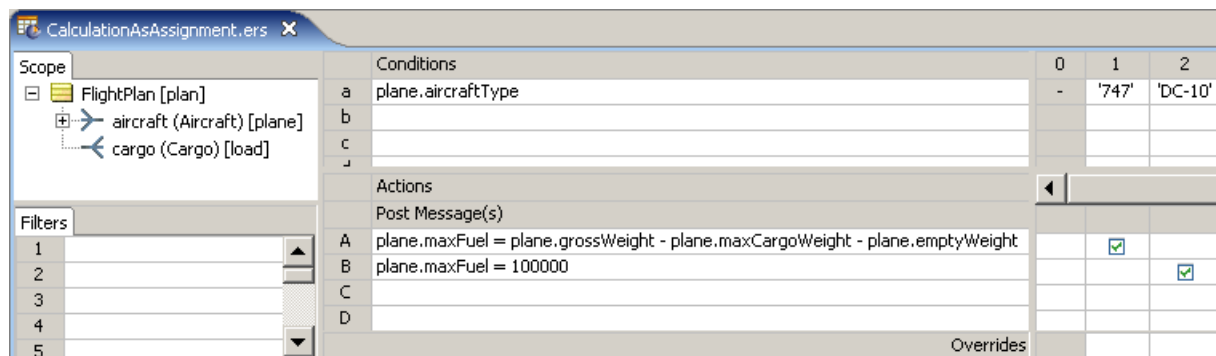 CalculationAsAssignment.ers
Scope
FlightPlan [plan]
aircraft (Aircraft) [plane]
cargo (Cargo) [load]
Filters
1
2
3
4
5
Conditions 0 1 2
a plane.aircraftType - '747' 'DC-10'
b
c
Actions
Post Message(s)
A plane.maxFuel = plane.grossWeight - plane.maxCargoWeight - plane.emptyWeight
B plane.maxFuel = 100000
C
D
Overrides